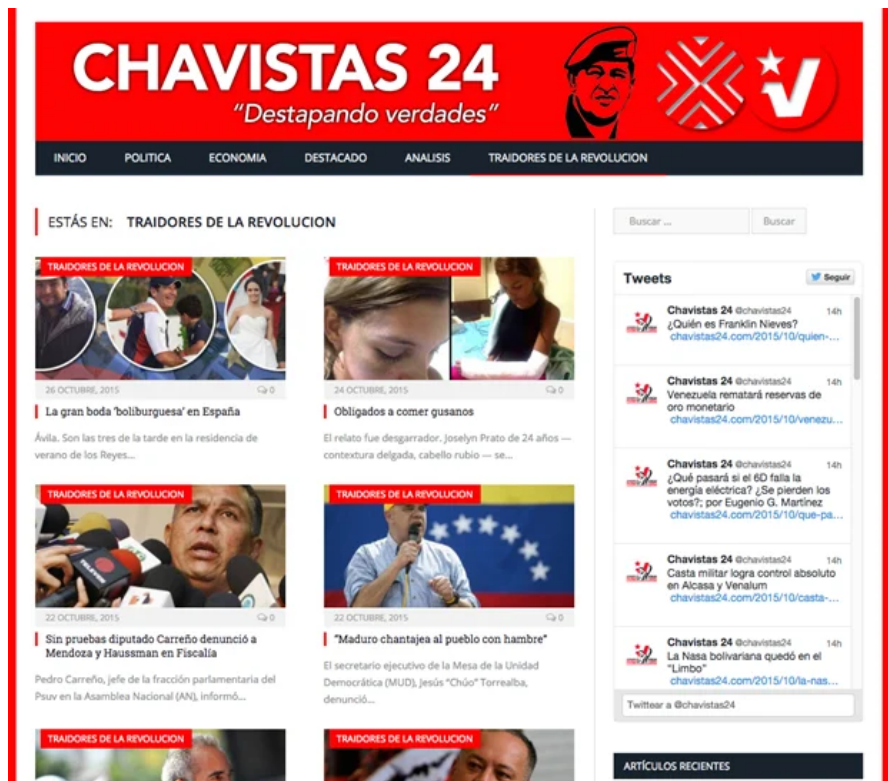 CHAVISTAS 24
"Destapando verdades"
INICIO POLITICA ECONOMIA DESTACADO ANALISIS TRAIDORES DE LA REVOLUCION
ESTÁS EN: TRAIDORES DE LA REVOLUCION
TRAIDORES DE LA REVOLUCION
26 OCTUBRE, 2015 0
La gran boda 'boliburguesa' en España
Ávila. Son las tres de la tarde en la residencia de
verano de los Reyes...
TRAIDORES DE LA REVOLUCION
24 OCTUBRE, 2015 0
Obligados a comer gusanos
El relato fue desgarrador. Joselyn Prato de 24 años —
contextura delgada, cabello rubio — se...
TRAIDORES DE LA REVOLUCION
TELESUR
22 OCTUBRE, 2015 0
Sin pruebas diputado Carreño denunció a
Mendoza y Haussman en Fiscalía
Pedro Carreño, jefe de la fracción parlamentaria del
Psuv en la Asamblea Nacional (AN), informó...
TRAIDORES DE LA REVOLUCION
22 OCTUBRE, 2015 0
"Maduro chantajea al pueblo con hambre"
El secretario ejecutivo de la Mesa de la Unidad
Democrática (MUD), Jesús "Chúo" Torrealba,
denunció...
TRAIDORES DE LA REVOLUCION
TRAIDORES DE LA REVOLUCION
Buscar ... Buscar
Tweets Seguir
Chavistas 24 @chavistas24 14h
¿Quién es Franklin Nieves?
chavistas24.com/2015/10/quien-...
Chavistas 24 @chavistas24 14h
Venezuela rematará reservas de
oro monetario
chavistas24.com/2015/10/venezu...
Chavistas 24 @chavistas24 14h
¿Qué pasará si el 6D falla la
energía eléctrica? ¿Se pierden los
votos?; por Eugenio G. Martínez
chavistas24.com/2015/10/que-pa...
Chavistas 24 @chavistas24 14h
Casta militar logra control absoluto
en Alcasa y Venalum
chavistas24.com/2015/10/casta-...
Chavistas 24 @chavistas24 14h
La Nasa bolivariana quedó en el
"Limbo"
chavistas24.com/2015/10/la-nas...
Twittear a @chavistas24
ARTÍCULOS RECIENTES